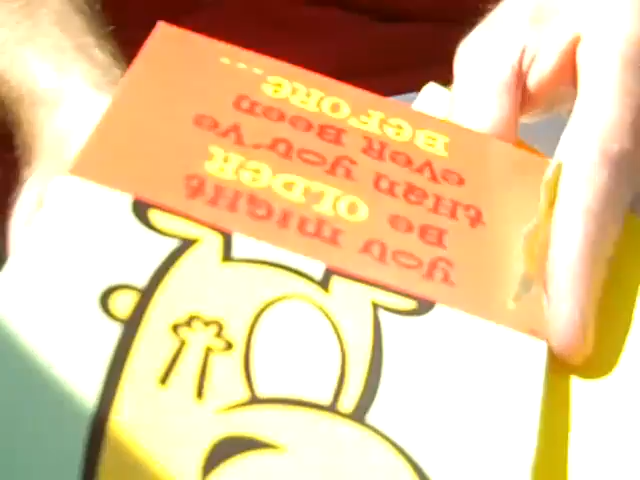 you might
Be OLDER
than you've
ever been
BEFORE...